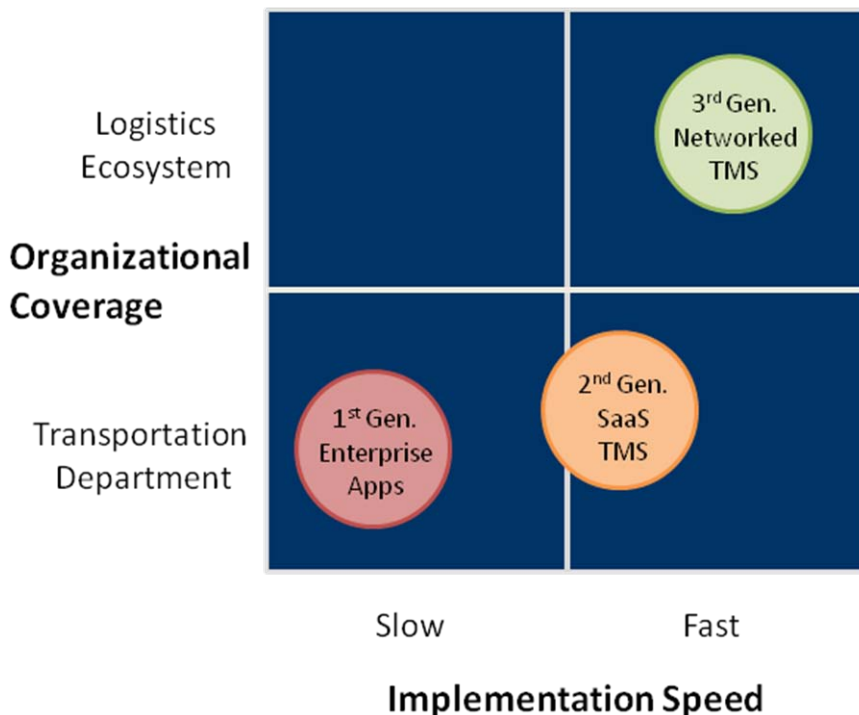 Logistics
Ecosystem
3rd Gen.
Networked
TMS
Organizational
Coverage
Transportation
Department
1st Gen.
Enterprise
Apps
2nd Gen.
SaaS
TMS
Slow
Fast
Implementation Speed